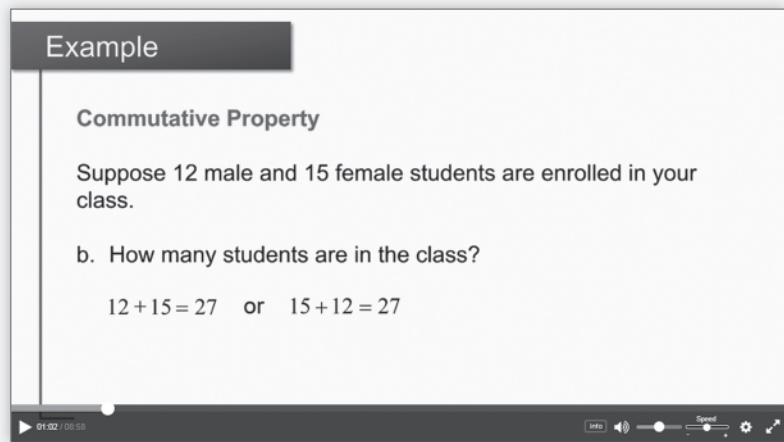 Example
Commutative Property
Suppose 12 male and 15 female students are enrolled in your
class.
b. How many students are in the class?
12 + 15 = 27 or 15 + 12 = 27
01:02 / 08:58
Info
Speed
- +